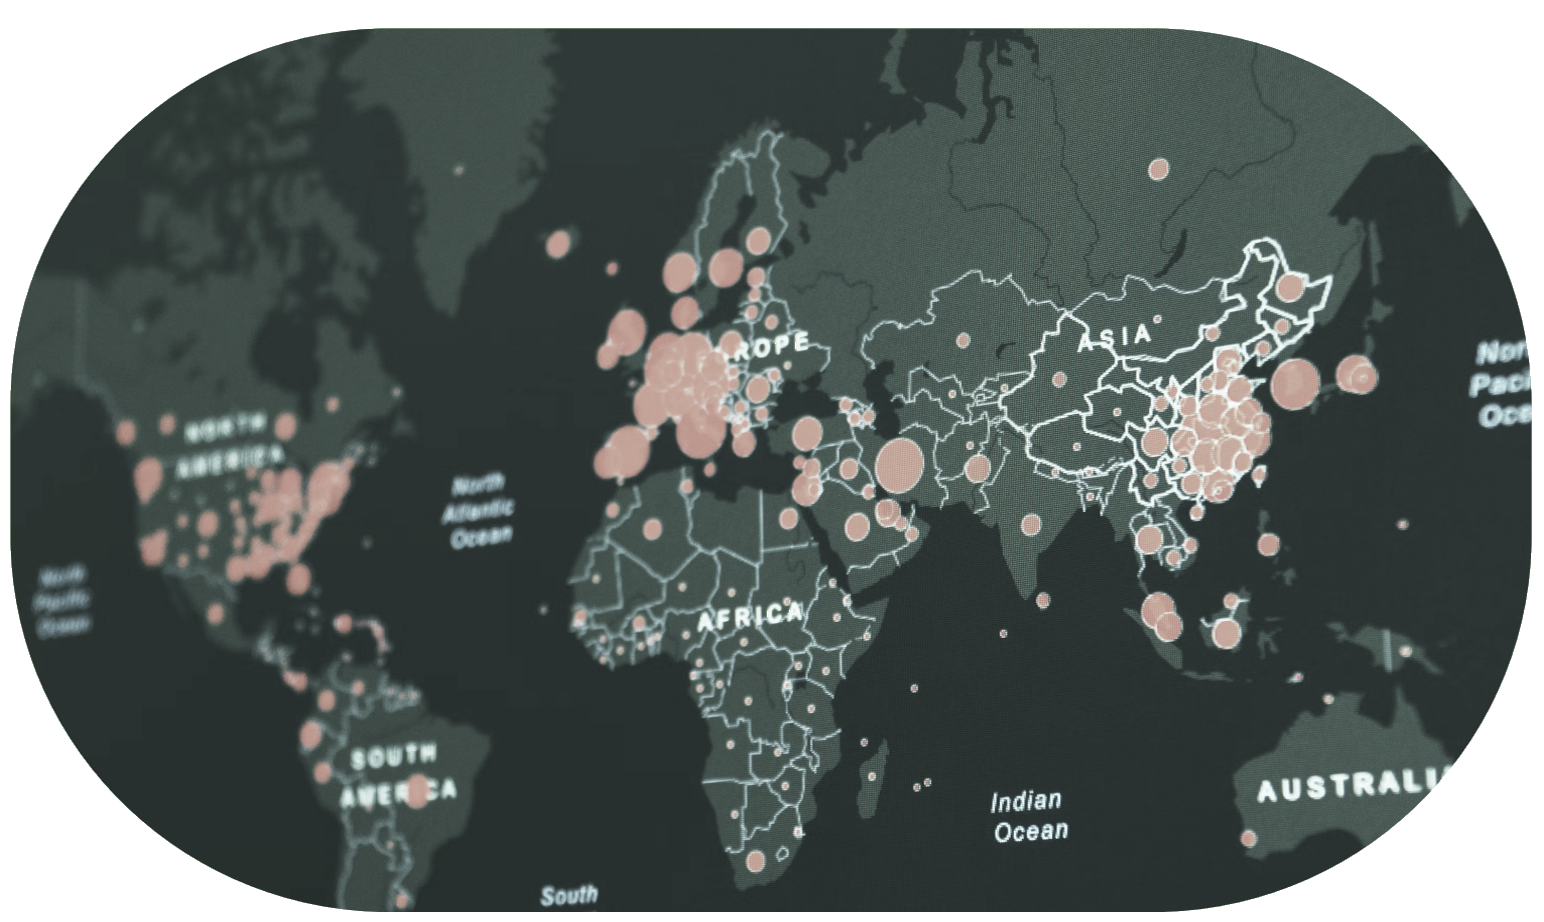 NORTH
AMERICA
North
Atlantic
Ocean
North
Pacific
Ocean
SOUTH
AMERICA
ROPE
AFRICA
ASIA
Nor
Paci
Oce
Indian
Ocean
AUSTRALI
South